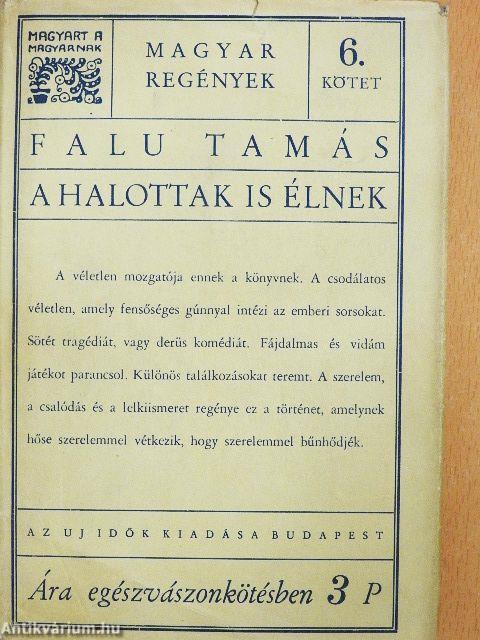 MAGYART A
MAGYARNAK
MAGYAR
REGÉNYEK
6.
KÖTET
FALU TAMÁS
A HALOTTAK IS ÉLNEK
A véletlen mozgatója ennek a könyvnek. A csodálatos
véletlen, amely fensőséges gúnnyal intézi az emberi sorsokat.
Sötét tragédiát, vagy derüs komédiát. Fájdalmas és vidám
játékot parancsol. Különös találkozásokat teremt. A szerelem,
a csalódás és a lelkiismeret regénye ez a történet, amelynek
hőse szerelemmel vétkezik, hogy szerelemmel bűnhődjék.
AZ UJ IDŐK KIADÁSA BUDAPEST
Ára egészvászonkötésben 3 P
Antikvárium.hu